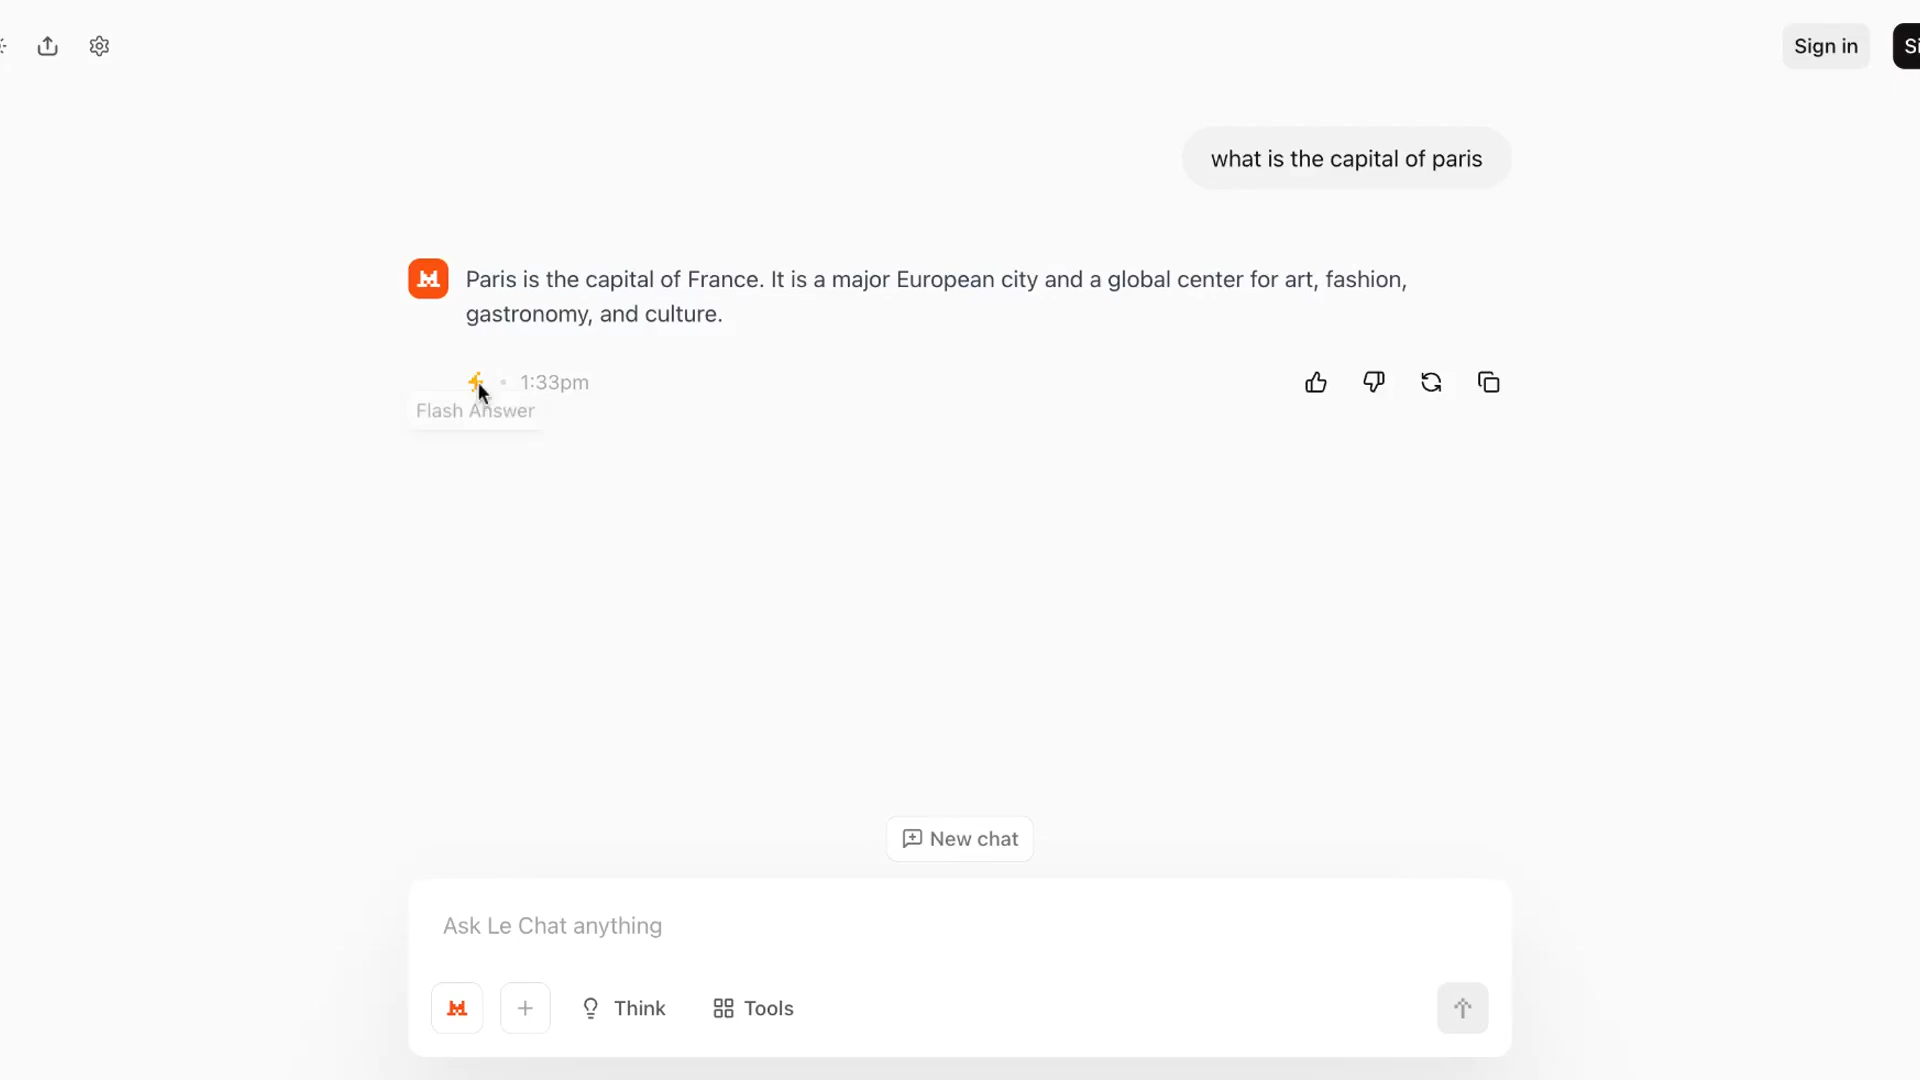 Sign in
what is the capital of paris
Paris is the capital of France. It is a major European city and a global center for art, fashion,
gastronomy, and culture.
1:33pm
Flash Answer
New chat
Ask Le Chat anything
Think
Tools